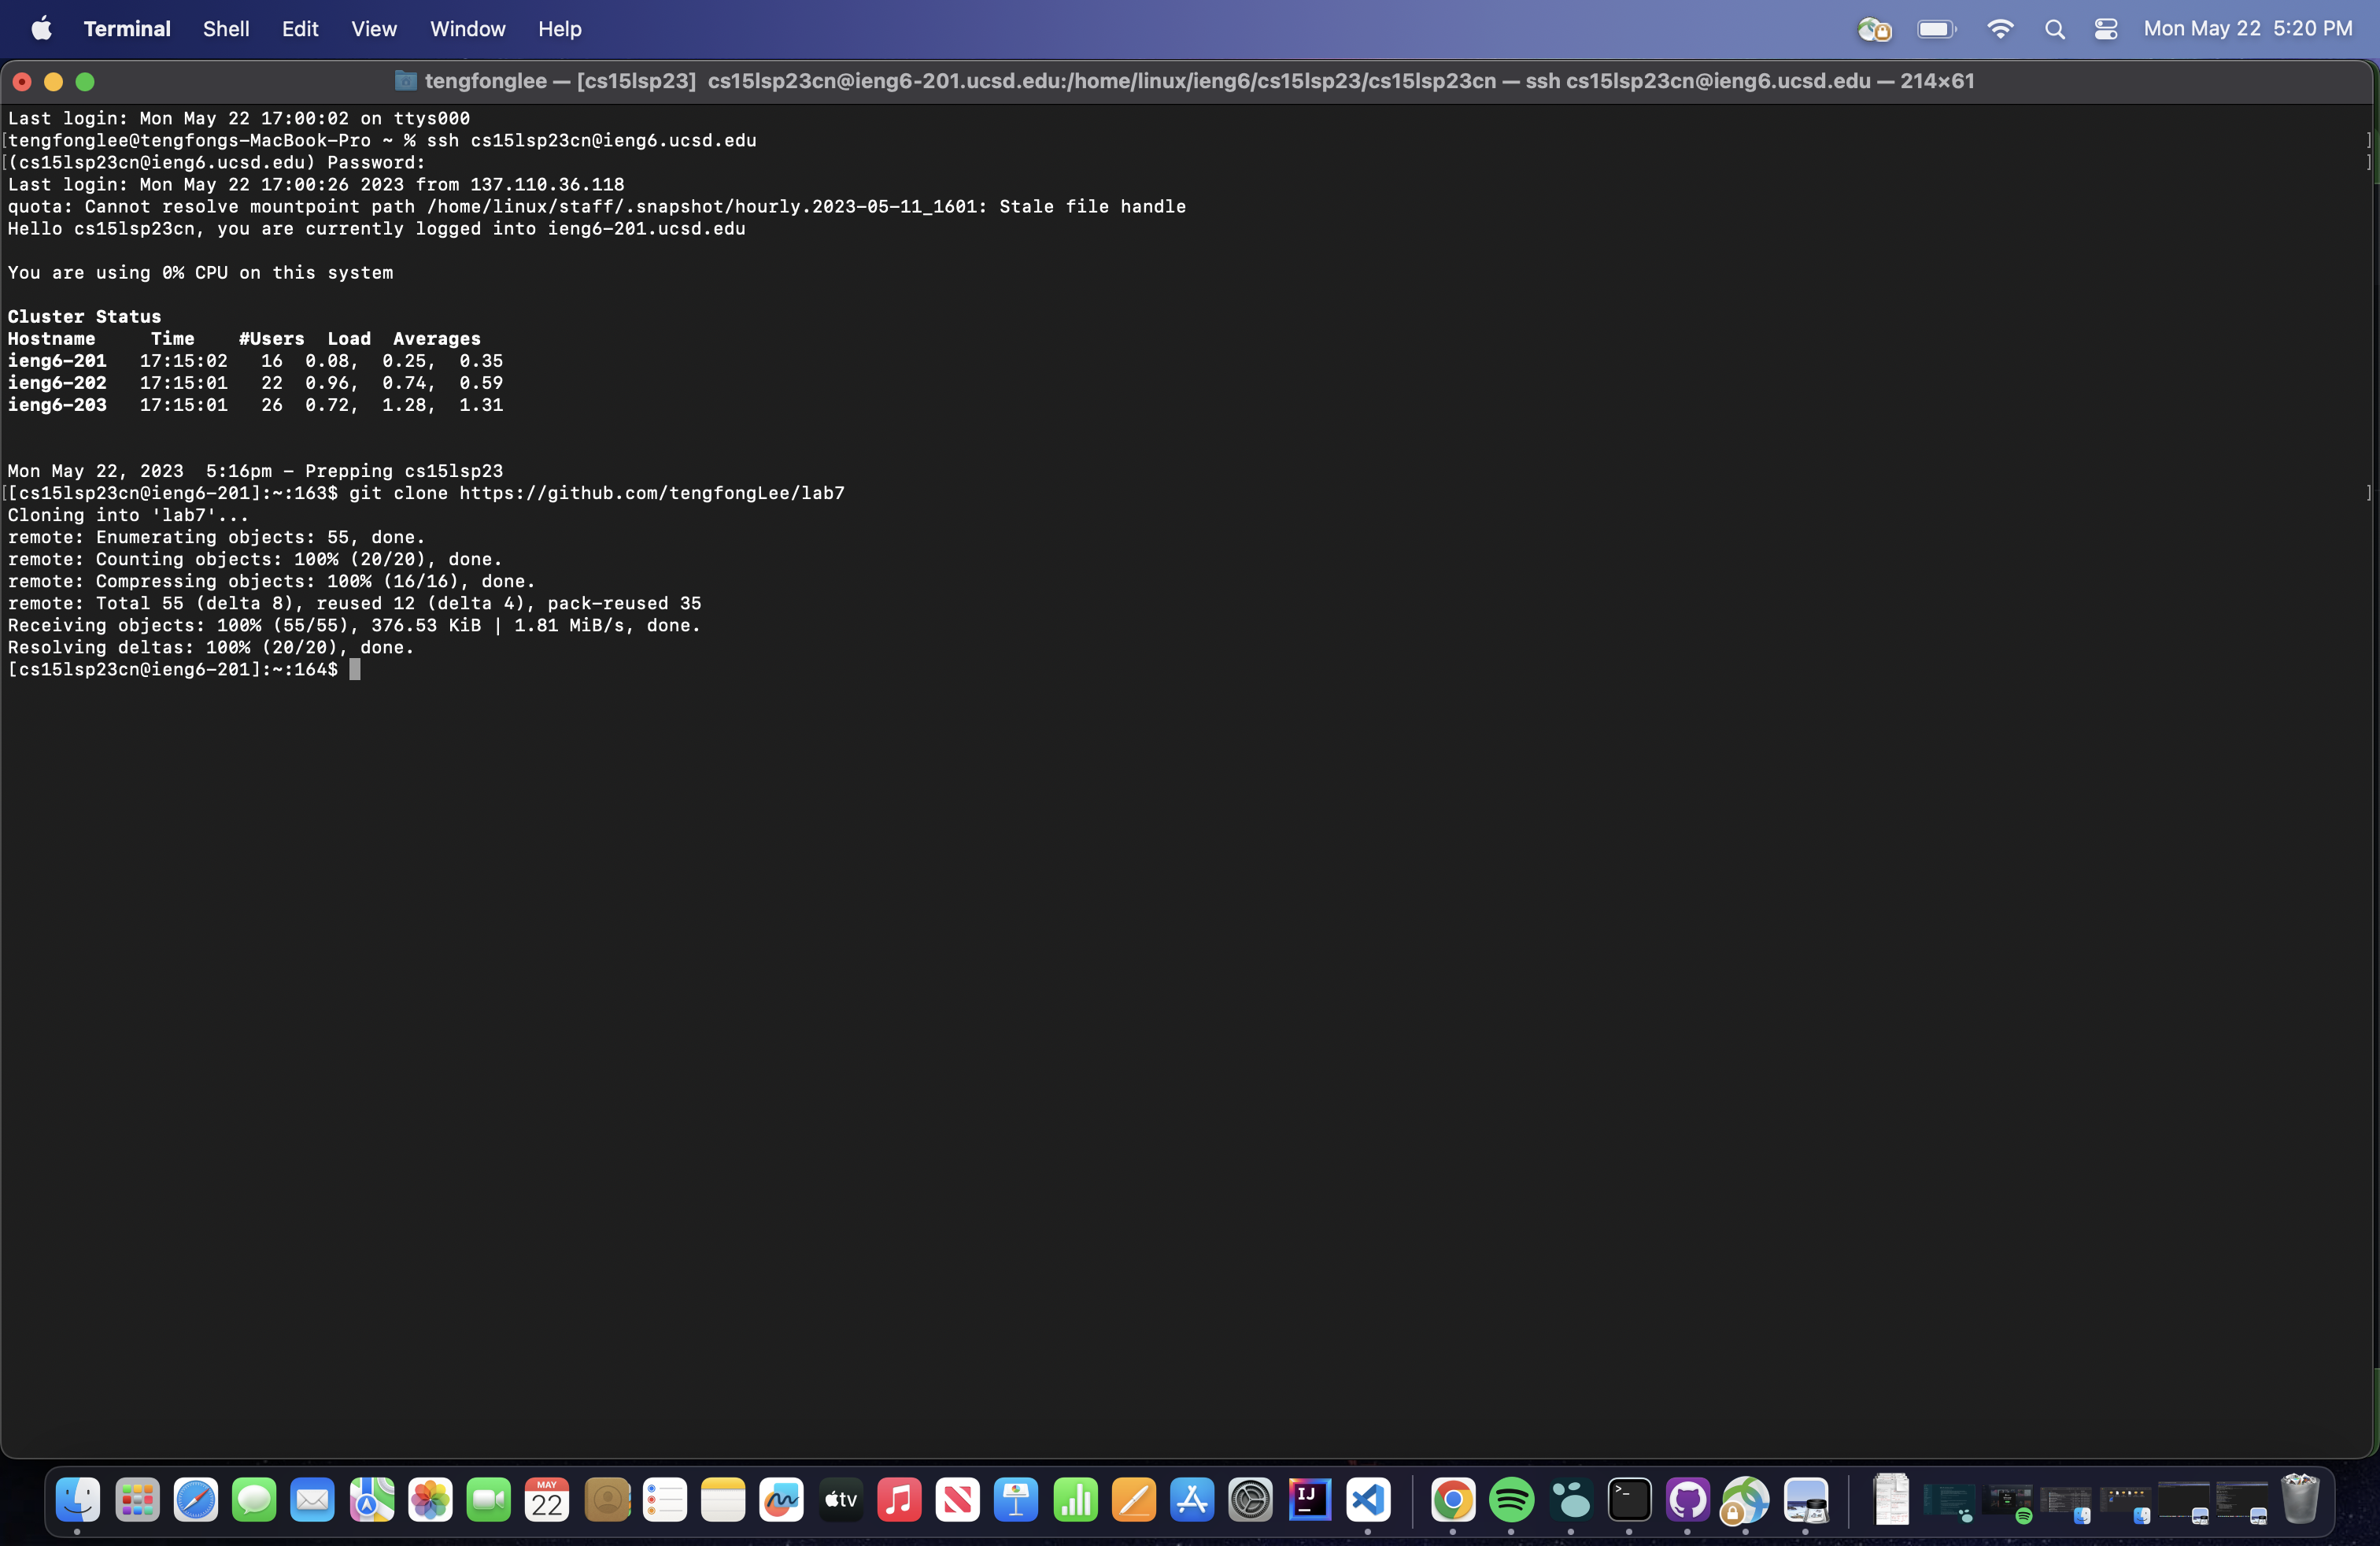 Terminal Shell Edit View Window Help Mon May 22 5:20 PM
tengfonglee — [cs15lsp23] cs15lsp23cn@ieng6-201.ucsd.edu:/home/linux/ieng6/cs15lsp23/cs15lsp23cn — ssh cs15lsp23cn@ieng6.ucsd.edu — 214×61
Last login: Mon May 22 17:00:02 on ttys000
[tengfonglee@tengfongs-MacBook-Pro ~ % ssh cs15lsp23cn@ieng6.ucsd.edu ]
[(cs15lsp23cn@ieng6.ucsd.edu) Password: ]
Last login: Mon May 22 17:00:26 2023 from 137.110.36.118
quota: Cannot resolve mountpoint path /home/linux/staff/.snapshot/hourly.2023-05-11_1601: Stale file handle
Hello cs15lsp23cn, you are currently logged into ieng6-201.ucsd.edu
You are using 0% CPU on this system
Cluster Status
Hostname Time #Users Load Averages
ieng6-201 17:15:02 16 0.08, 0.25, 0.35
ieng6-202 17:15:01 22 0.96, 0.74, 0.59
ieng6-203 17:15:01 26 0.72, 1.28, 1.31
Mon May 22, 2023 5:16pm - Prepping cs15lsp23
[[cs15lsp23cn@ieng6-201]:~:163$ git clone https://github.com/tengfongLee/lab7 ]
Cloning into 'lab7'...
remote: Enumerating objects: 55, done.
remote: Counting objects: 100% (20/20), done.
remote: Compressing objects: 100% (16/16), done.
remote: Total 55 (delta 8), reused 12 (delta 4), pack-reused 35
Receiving objects: 100% (55/55), 376.53 KiB | 1.81 MiB/s, done.
Resolving deltas: 100% (20/20), done.
[cs15lsp23cn@ieng6-201]:~:164$
MAY
22
tv
IJ
>_